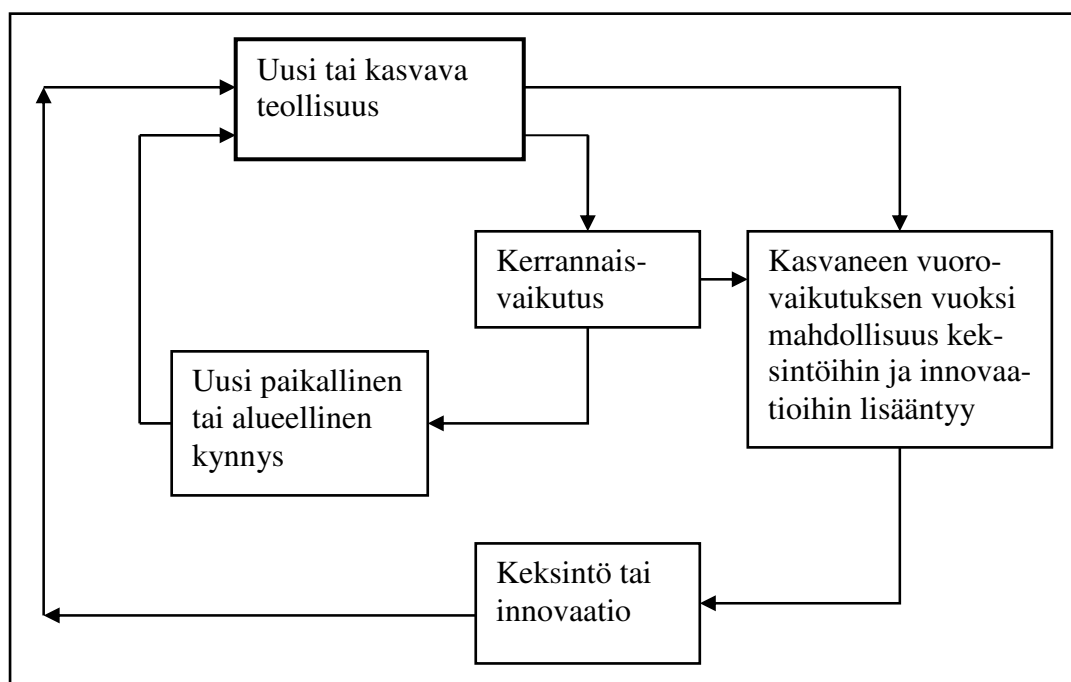 Uusi tai kasvava
teollisuus
Kerrannais-
vaikutus
Kasvaneen vuoro-
vaikutuksen vuoksi
mahdollisuus kek-
sintöihin ja innovaa-
tioihin lisääntyy
Uusi paikallinen
tai alueellinen
kynnys
Keksintö tai
innovaatio